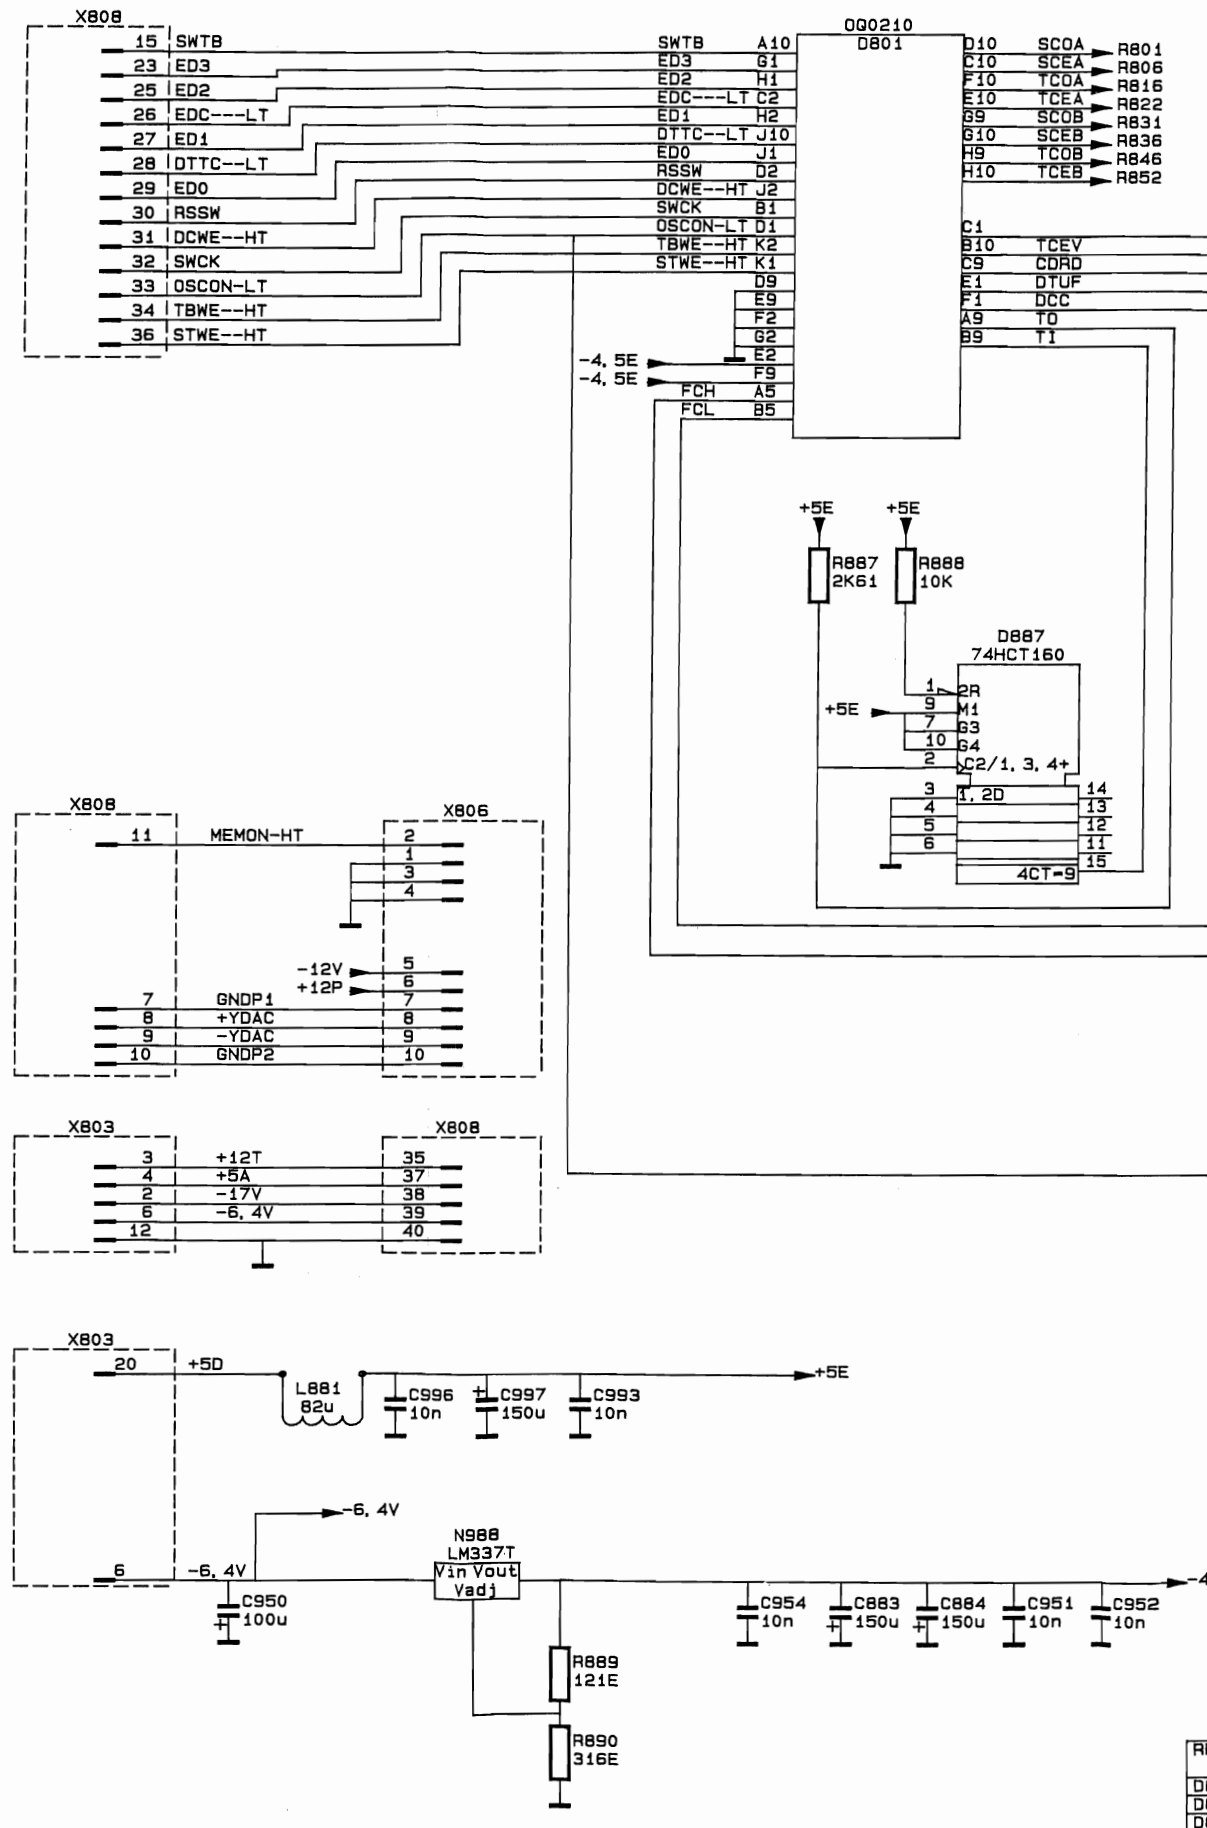 X808
15 SWTB
23 ED3
25 ED2
26 EDC---LT
27 ED1
28 DTTC--LT
29 ED0
30 RSSW
31 DCWE--HT
32 SWCK
33 OSCON-LT
34 TBWE--HT
36 STWE--HT
OQ0210
D801
SWTB A10
ED3 G1
ED2 H1
EDC---LT C2
ED1 H2
DTTC--LT J10
ED0 J1
RSSW D2
DCWE--HT J2
SWCK B1
OSCON-LT D1
TBWE--HT K2
STWE--HT K1
D9
E9
F2
G2
-4,5E E2
-4,5E F9
FCH A5
FCL B5
D10 SCOA R801
C10 SCEA R806
F10 TCOA R816
E10 TCEA R822
G9 SCOB R831
G10 SCEB R836
H9 TCOB R846
H10 TCEB R852
C1
B10 TCEV
C9 CDRD
E1 DTUF
F1 DCC
A9 TO
B9 TI
+5E +5E
R887 R888
2K61 10K
D887
74HCT160
1 2R
+5E 9 M1
7 G3
10 G4
2 C2/1,3,4+
3 1,2D 14
4 13
5 12
6 11
15
4CT=9
X808 X806
11 MEMON-HT 2
1
3
4
-12V 5
+12P 6
7 GNDP1 7
8 +YDAC 8
9 -YDAC 9
10 GNDP2 10
X803 X808
3 +12T 35
4 +5A 37
2 -17V 38
6 -6,4V 39
12 40
X803
20 +5D
L881
82u
C996
10n
C997
150u
C993
10n
+5E
-6,4V
6 -6,4V
C950
100u
N988
LM337T
Vin Vout
Vadj
C954
10n
C883
150u
C884
150u
C951
10n
C952
10n
-4
R889
121E
R890
316E